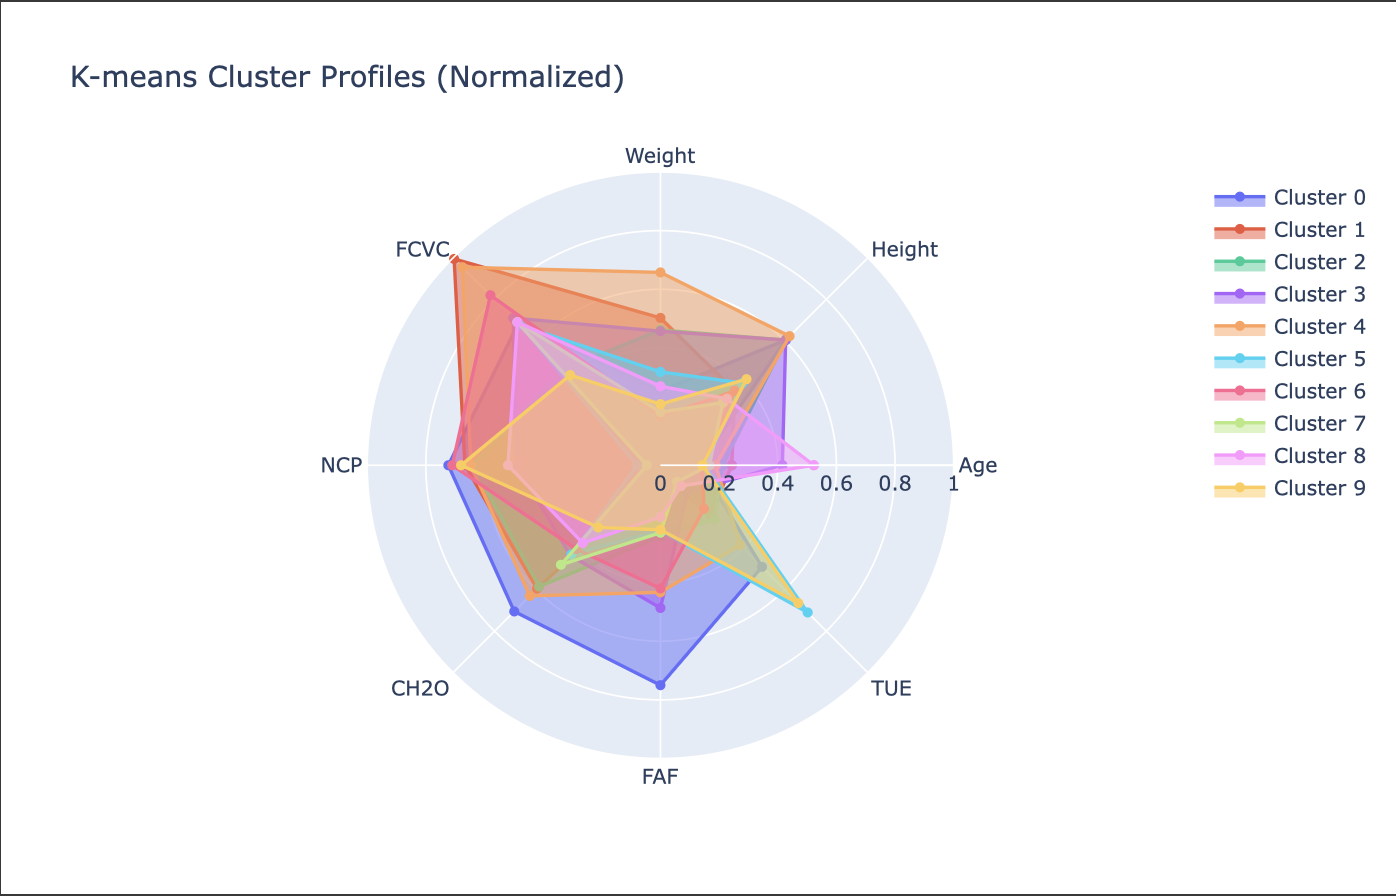 K-means Cluster Profiles (Normalized)
Weight
FCVC
Height
NCP
Age
0
0.2
0.4
0.6
0.8
1
CH2O
TUE
FAF
Cluster 0
Cluster 1
Cluster 2
Cluster 3
Cluster 4
Cluster 5
Cluster 6
Cluster 7
Cluster 8
Cluster 9